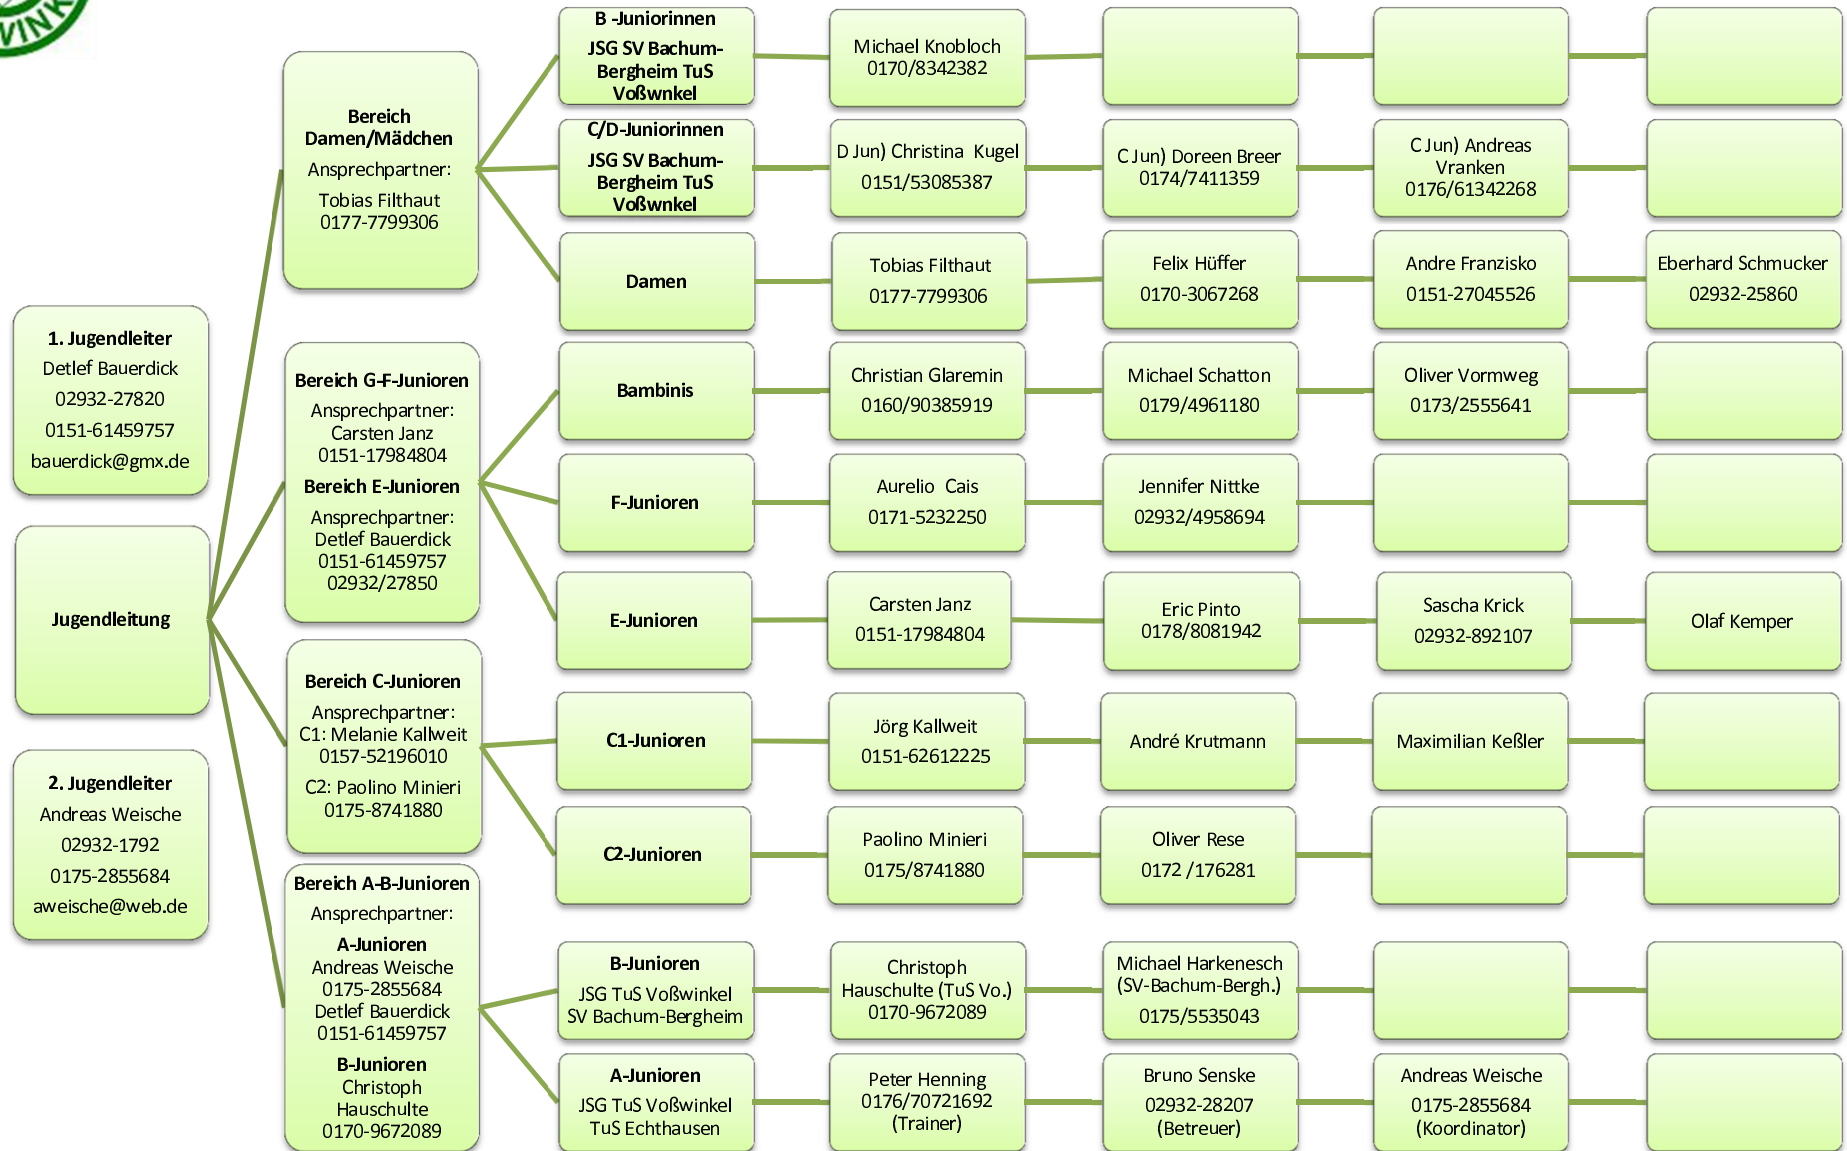 WINK
1. Jugendleiter
Detlef Bauerdick
02932-27820
0151-61459757
bauerdick@gmx.de
Jugendleitung
2. Jugendleiter
Andreas Weische
02932-1792
0175-2855684
aweische@web.de
Bereich
Damen/Mädchen
Ansprechpartner:
Tobias Filthaut
0177-7799306
B -Juniorinnen
JSG SV Bachum-
Bergheim TuS
Voßwnkel
Michael Knobloch
0170/8342382
C/D-Juniorinnen
JSG SV Bachum-
Bergheim TuS
Voßwnkel
D Jun) Christina Kugel
0151/53085387
C Jun) Doreen Breer
0174/7411359
C Jun) Andreas
Vranken
0176/61342268
Damen
Tobias Filthaut
0177-7799306
Felix Hüffer
0170-3067268
Andre Franzisko
0151-27045526
Eberhard Schmucker
02932-25860
Bereich G-F-Junioren
Ansprechpartner:
Carsten Janz
0151-17984804
Bereich E-Junioren
Ansprechpartner:
Detlef Bauerdick
0151-61459757
02932/27850
Bambinis
Christian Glaremin
0160/90385919
Michael Schatton
0179/4961180
Oliver Vormweg
0173/2555641
F-Junioren
Aurelio Cais
0171-5232250
Jennifer Nittke
02932/4958694
E-Junioren
Carsten Janz
0151-17984804
Eric Pinto
0178/8081942
Sascha Krick
02932-892107
Olaf Kemper
Bereich C-Junioren
Ansprechpartner:
C1: Melanie Kallweit
0157-52196010
C2: Paolino Minieri
0175-8741880
C1-Junioren
Jörg Kallweit
0151-62612225
André Krutmann
Maximilian Keßler
C2-Junioren
Paolino Minieri
0175/8741880
Oliver Rese
0172 /176281
Bereich A-B-Junioren
Ansprechpartner:
A-Junioren
Andreas Weische
0175-2855684
Detlef Bauerdick
0151-61459757
B-Junioren
Christoph
Hauschulte
0170-9672089
B-Junioren
JSG TuS Voßwinkel
SV Bachum-Bergheim
Christoph
Hauschulte (TuS Vo.)
0170-9672089
Michael Harkenesch
(SV-Bachum-Bergh.)
0175/5535043
A-Junioren
JSG TuS Voßwinkel
TuS Echthausen
Peter Henning
0176/70721692
(Trainer)
Bruno Senske
02932-28207
(Betreuer)
Andreas Weische
0175-2855684
(Koordinator)